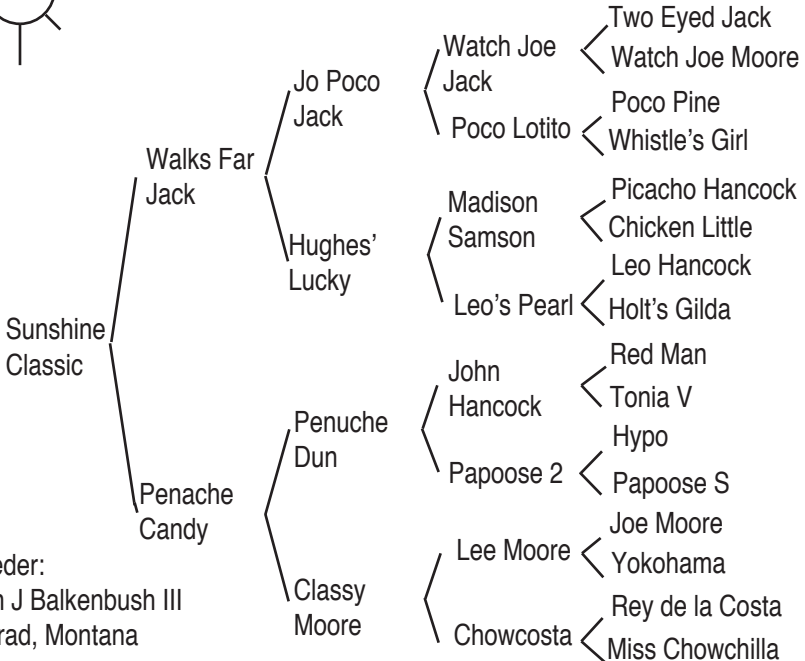 Sunshine
Classic
Walks Far
Jack
Penache
Candy
Jo Poco
Jack
Hughes'
Lucky
Penuche
Dun
Classy
Moore
Watch Joe
Jack
Poco Lotito
Madison
Samson
Leo's Pearl
John
Hancock
Papoose 2
Lee Moore
Chowcosta
Two Eyed Jack
Watch Joe Moore
Poco Pine
Whistle's Girl
Picacho Hancock
Chicken Little
Leo Hancock
Holt's Gilda
Red Man
Tonia V
Hypo
Papoose S
Joe Moore
Yokohama
Rey de la Costa
Miss Chowchilla
eder:
J Balkenbush III
rad, Montana